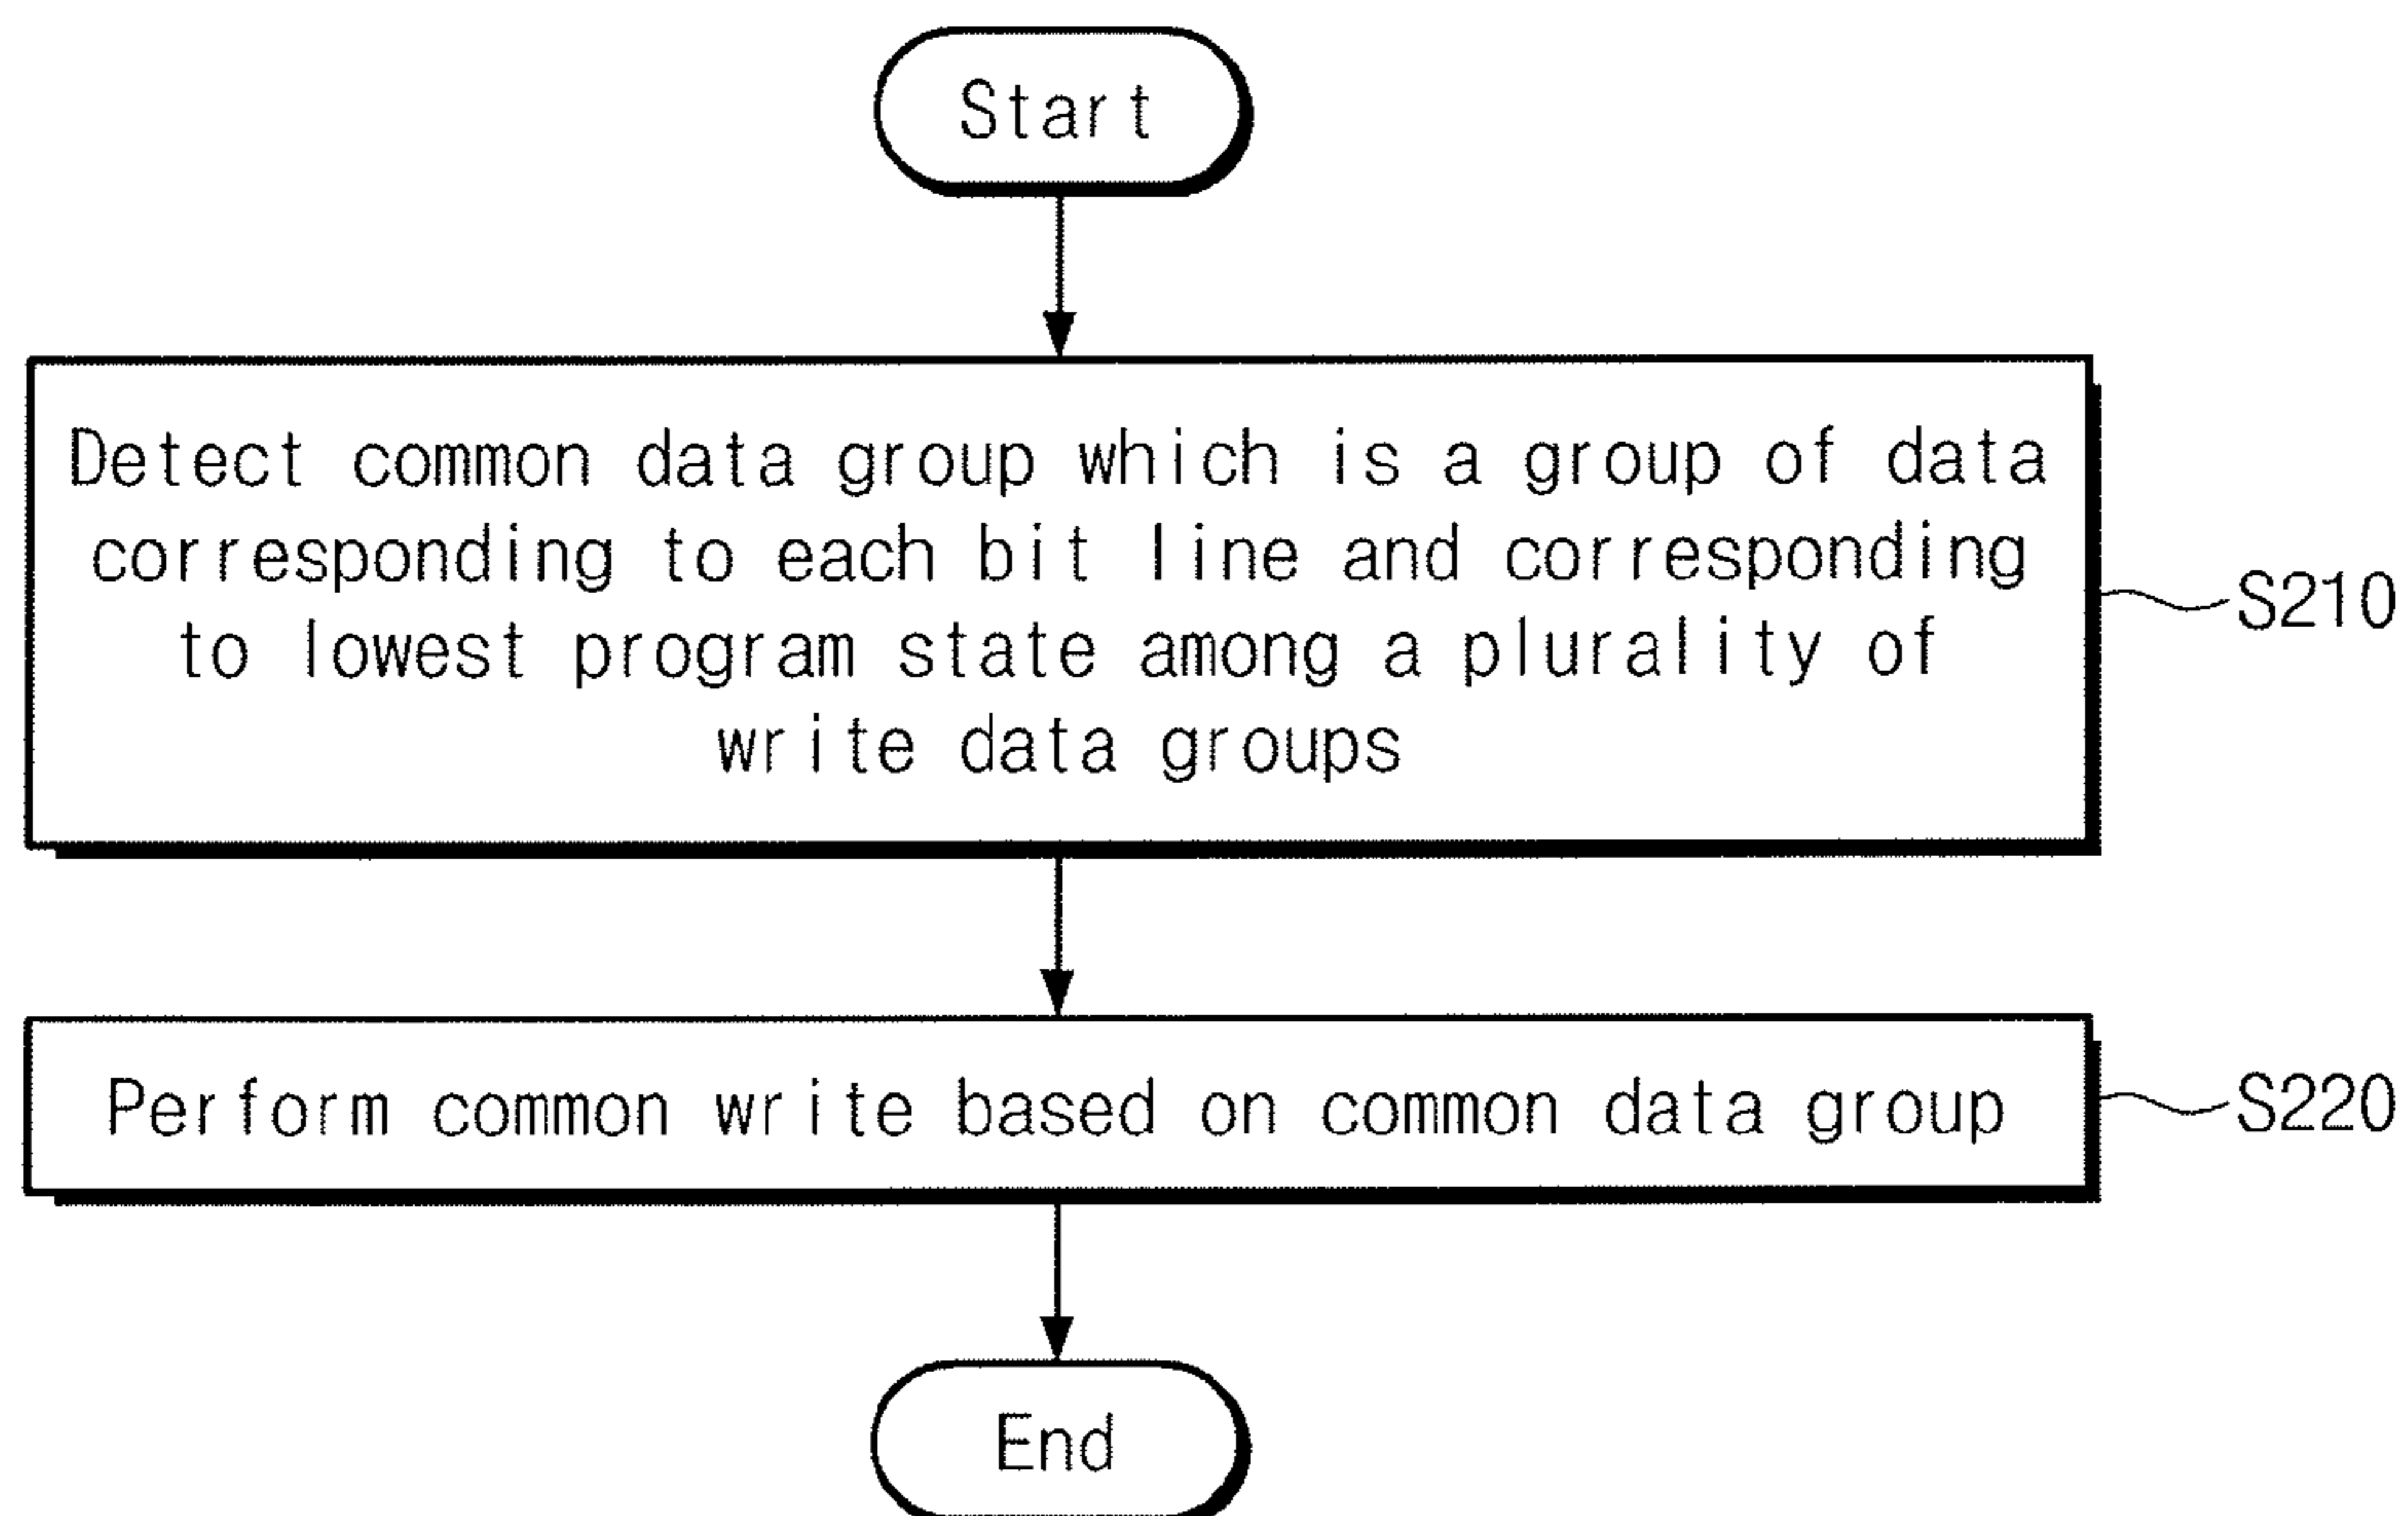 Start
Detect common data group which is a group of data
corresponding to each bit line and corresponding
to lowest program state among a plurality of
write data groups
S210
Perform common write based on common data group
S220
End